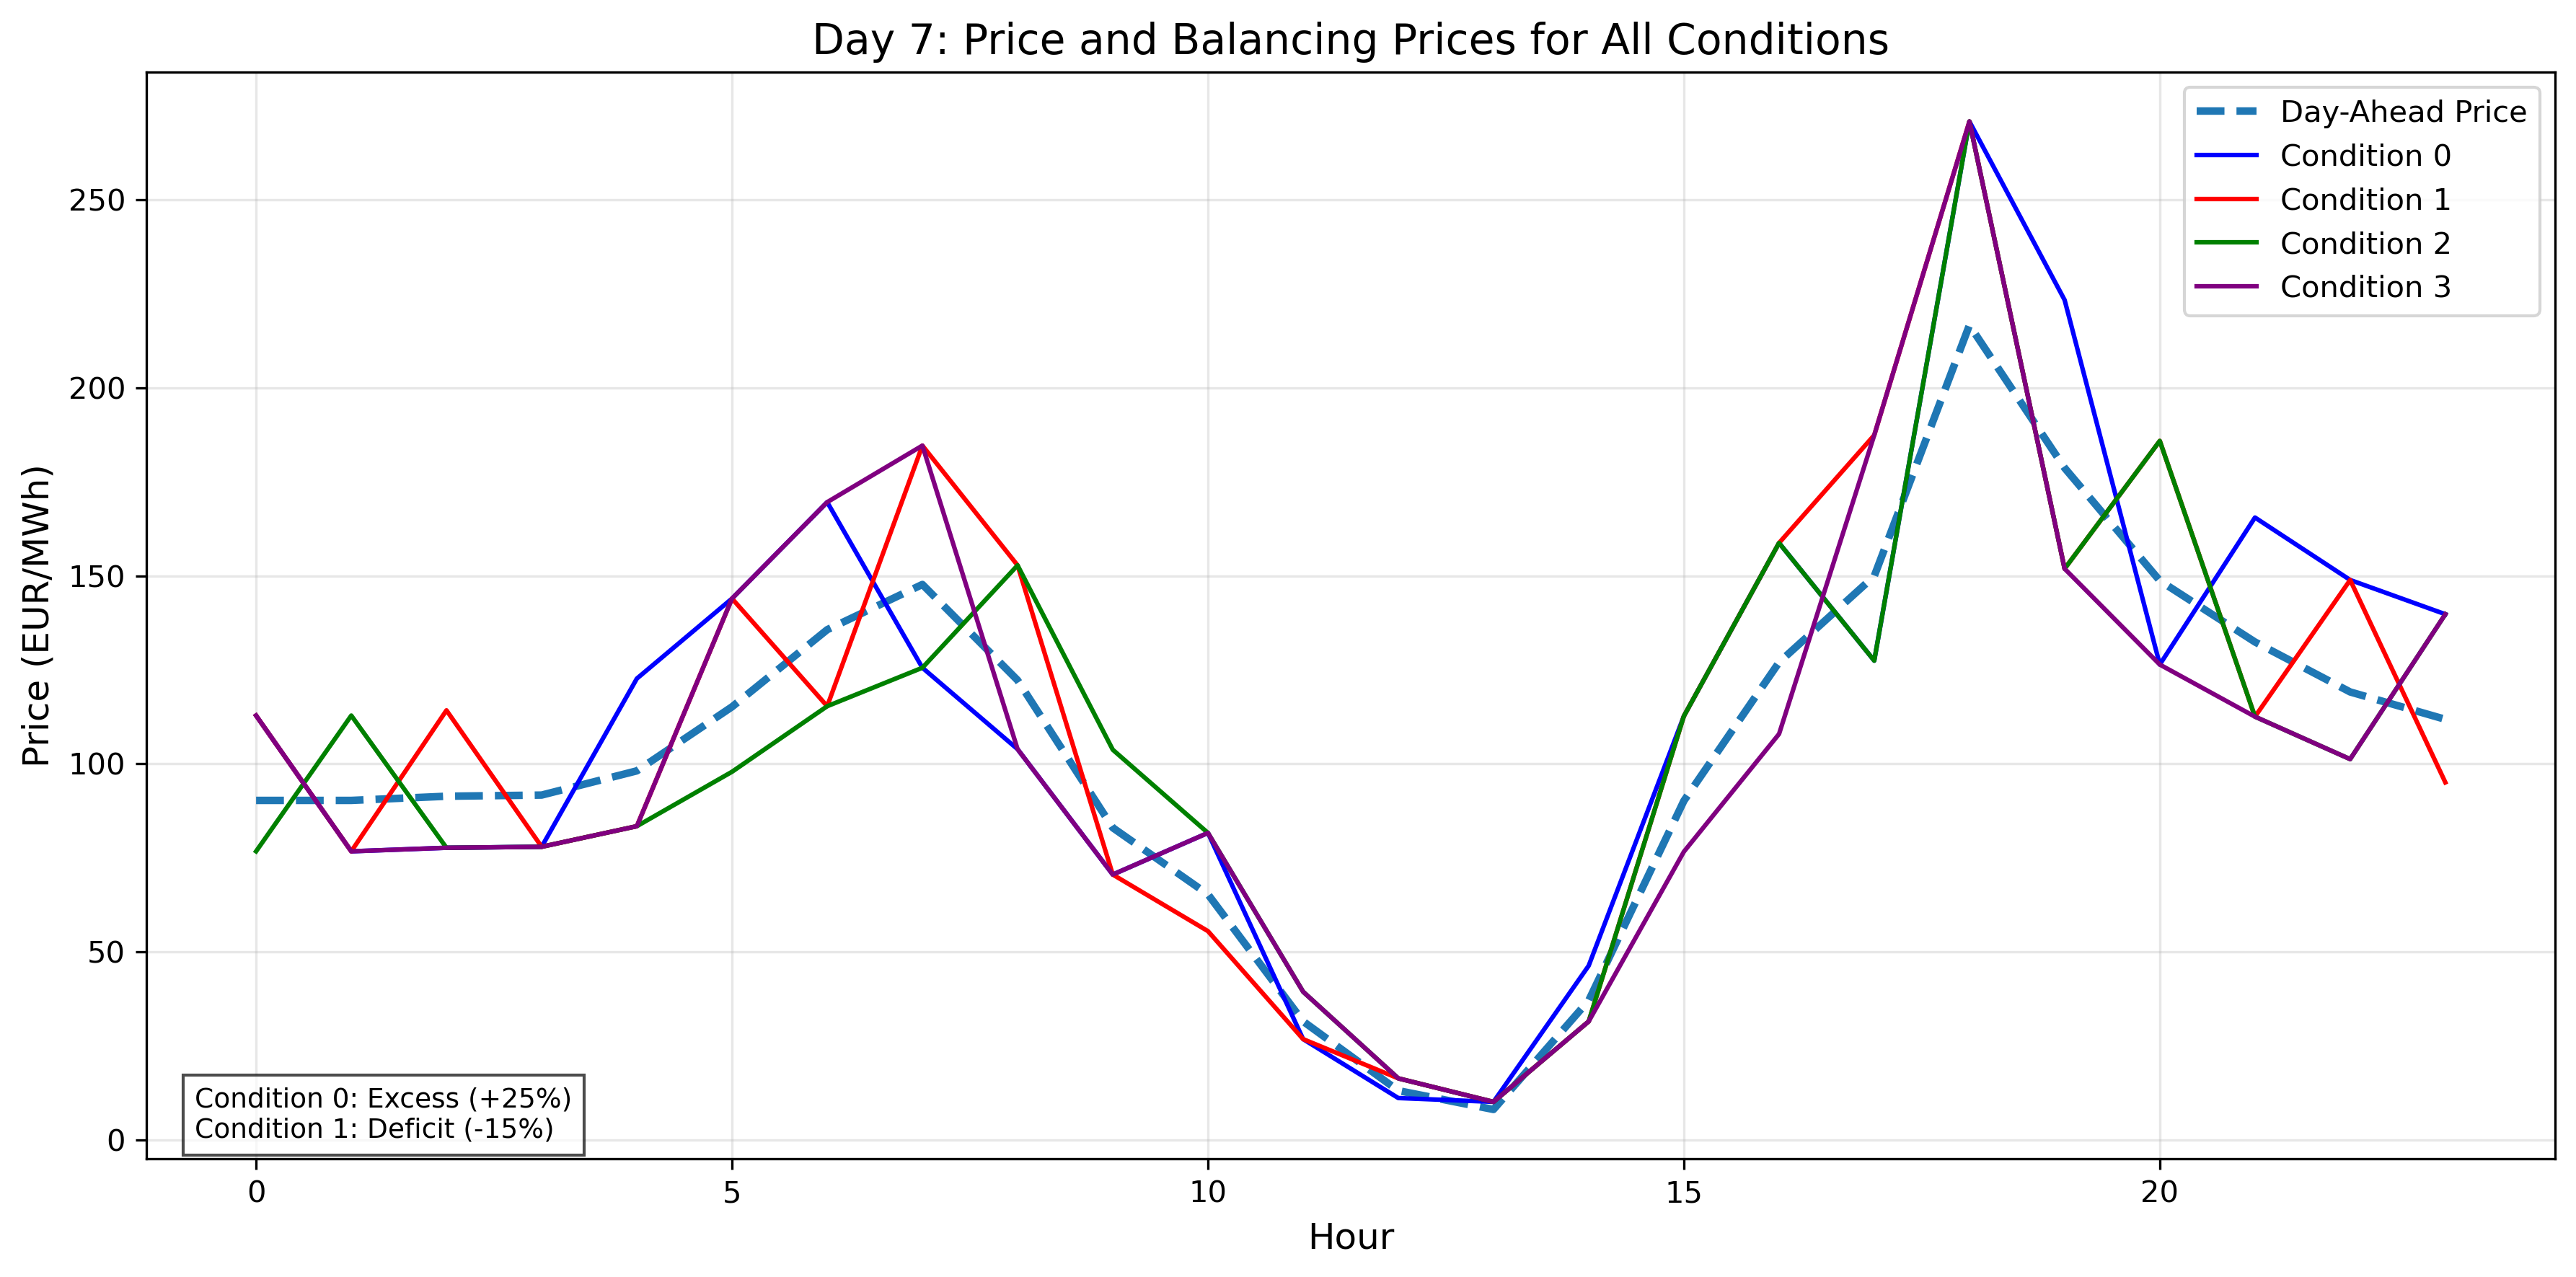 Day 7: Price and Balancing Prices for All Conditions
Day-Ahead Price
Condition 0
Condition 1
Condition 2
Condition 3
Price (EUR/MWh)
250
200
150
100
50
0
Condition 0: Excess (+25%)
Condition 1: Deficit (-15%)
0 5 10 15 20
Hour